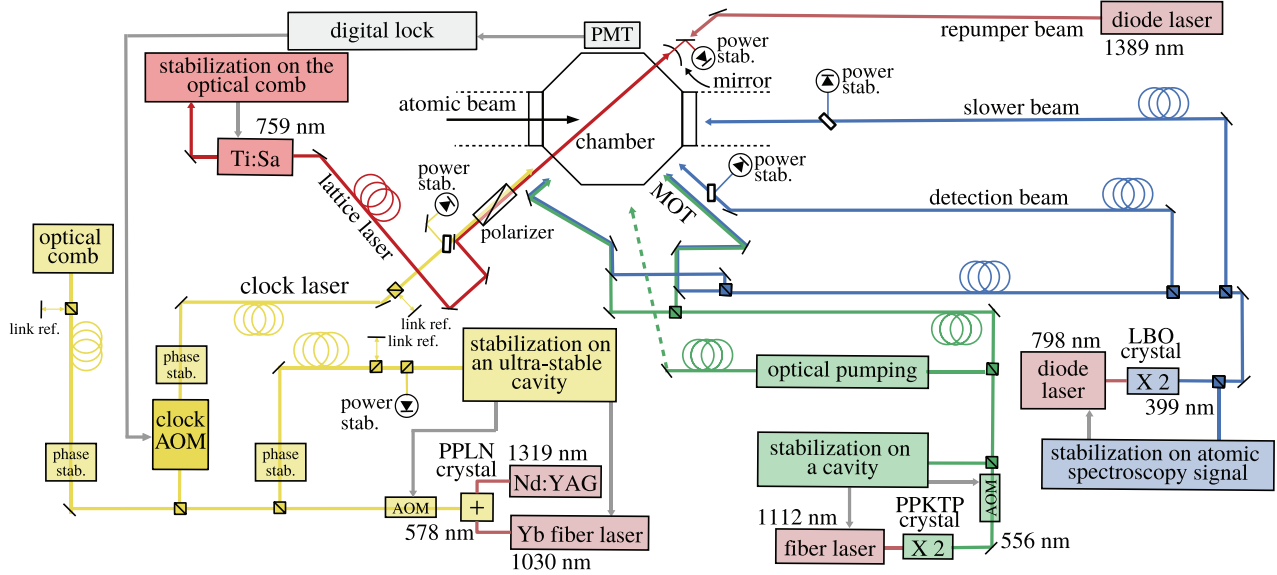 digital lock
PMT
diode laser
repumper beam
1389 nm
power
stab.
mirror
stabilization on the
optical comb
759 nm
Ti:Sa
atomic beam
chamber
power
stab.
slower beam
lattice laser
power
stab.
polarizer
MOT
power
stab.
detection beam
optical
comb
link ref.
clock laser
link ref.
link ref.
phase
stab.
clock
AOM
phase
stab.
phase
stab.
power
stab.
stabilization on
an ultra-stable
cavity
PPLN
crystal
1319 nm
Nd:YAG
AOM
+
578 nm
Yb fiber laser
1030 nm
optical pumping
stabilization on
a cavity
AOM
1112 nm
PPKTP
crystal
fiber laser
X 2
556 nm
798 nm
LBO
crystal
diode
laser
X 2
399 nm
stabilization on atomic
spectroscopy signal